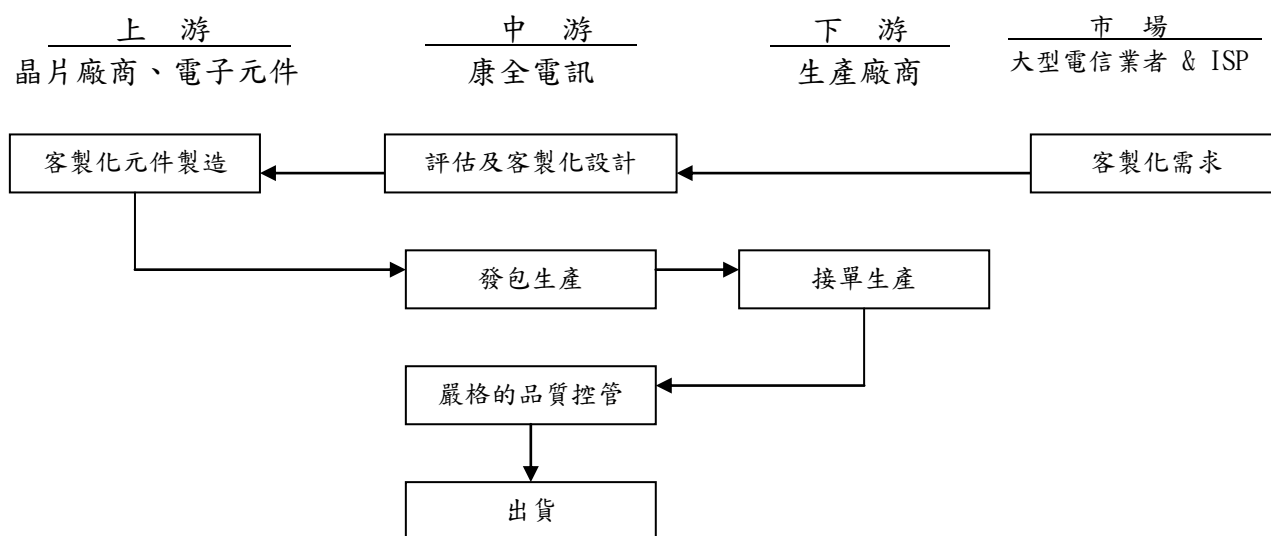 上 游
中 游
下 游
市 場
晶片廠商、電子元件
康全電訊
生產廠商
大型電信業者 & ISP
客製化元件製造
評估及客製化設計
客製化需求
發包生產
接單生產
嚴格的品質控管
出貨